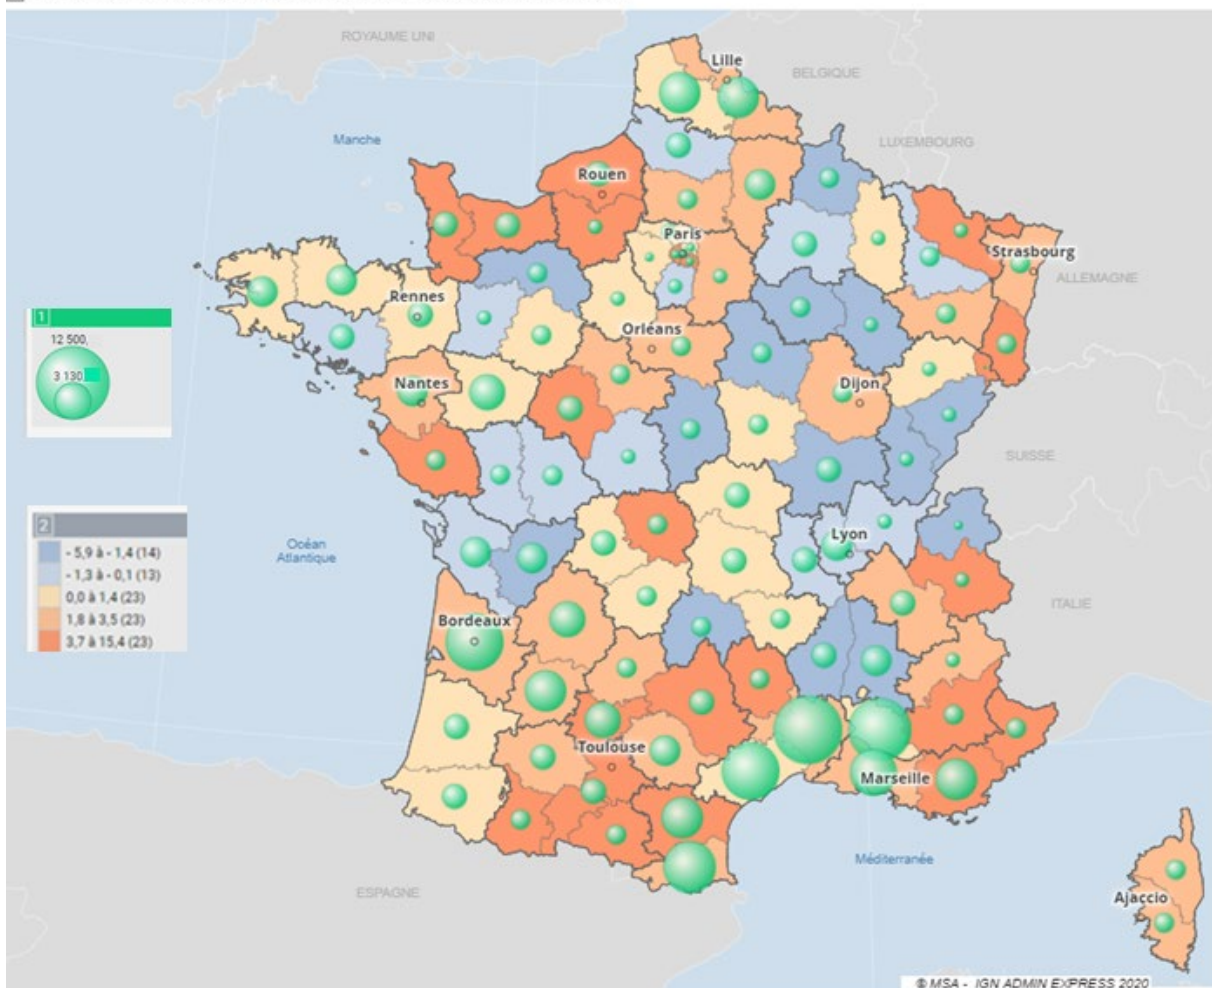 ROYAUME UNI
Lille
BELGIQUE
Manche
LUXEMBOURG
Rouen
Paris
Strasbourg
ALLEMAGNE
Rennes
1
Orléans
12 500,
3 130,
Nantes
Dijon
SUISSE
2
- 5,9 à - 1,4 (14)
- 1,3 à - 0,1 (13)
0,0 à 1,4 (23)
1,8 à 3,5 (23)
3,7 à 15,4 (23)
Océan
Atlantique
Lyon
ITALIE
Bordeaux
Toulouse
Marseille
Méditerranée
ESPAGNE
Ajaccio
© MSA - IGN ADMIN EXPRESS 2020